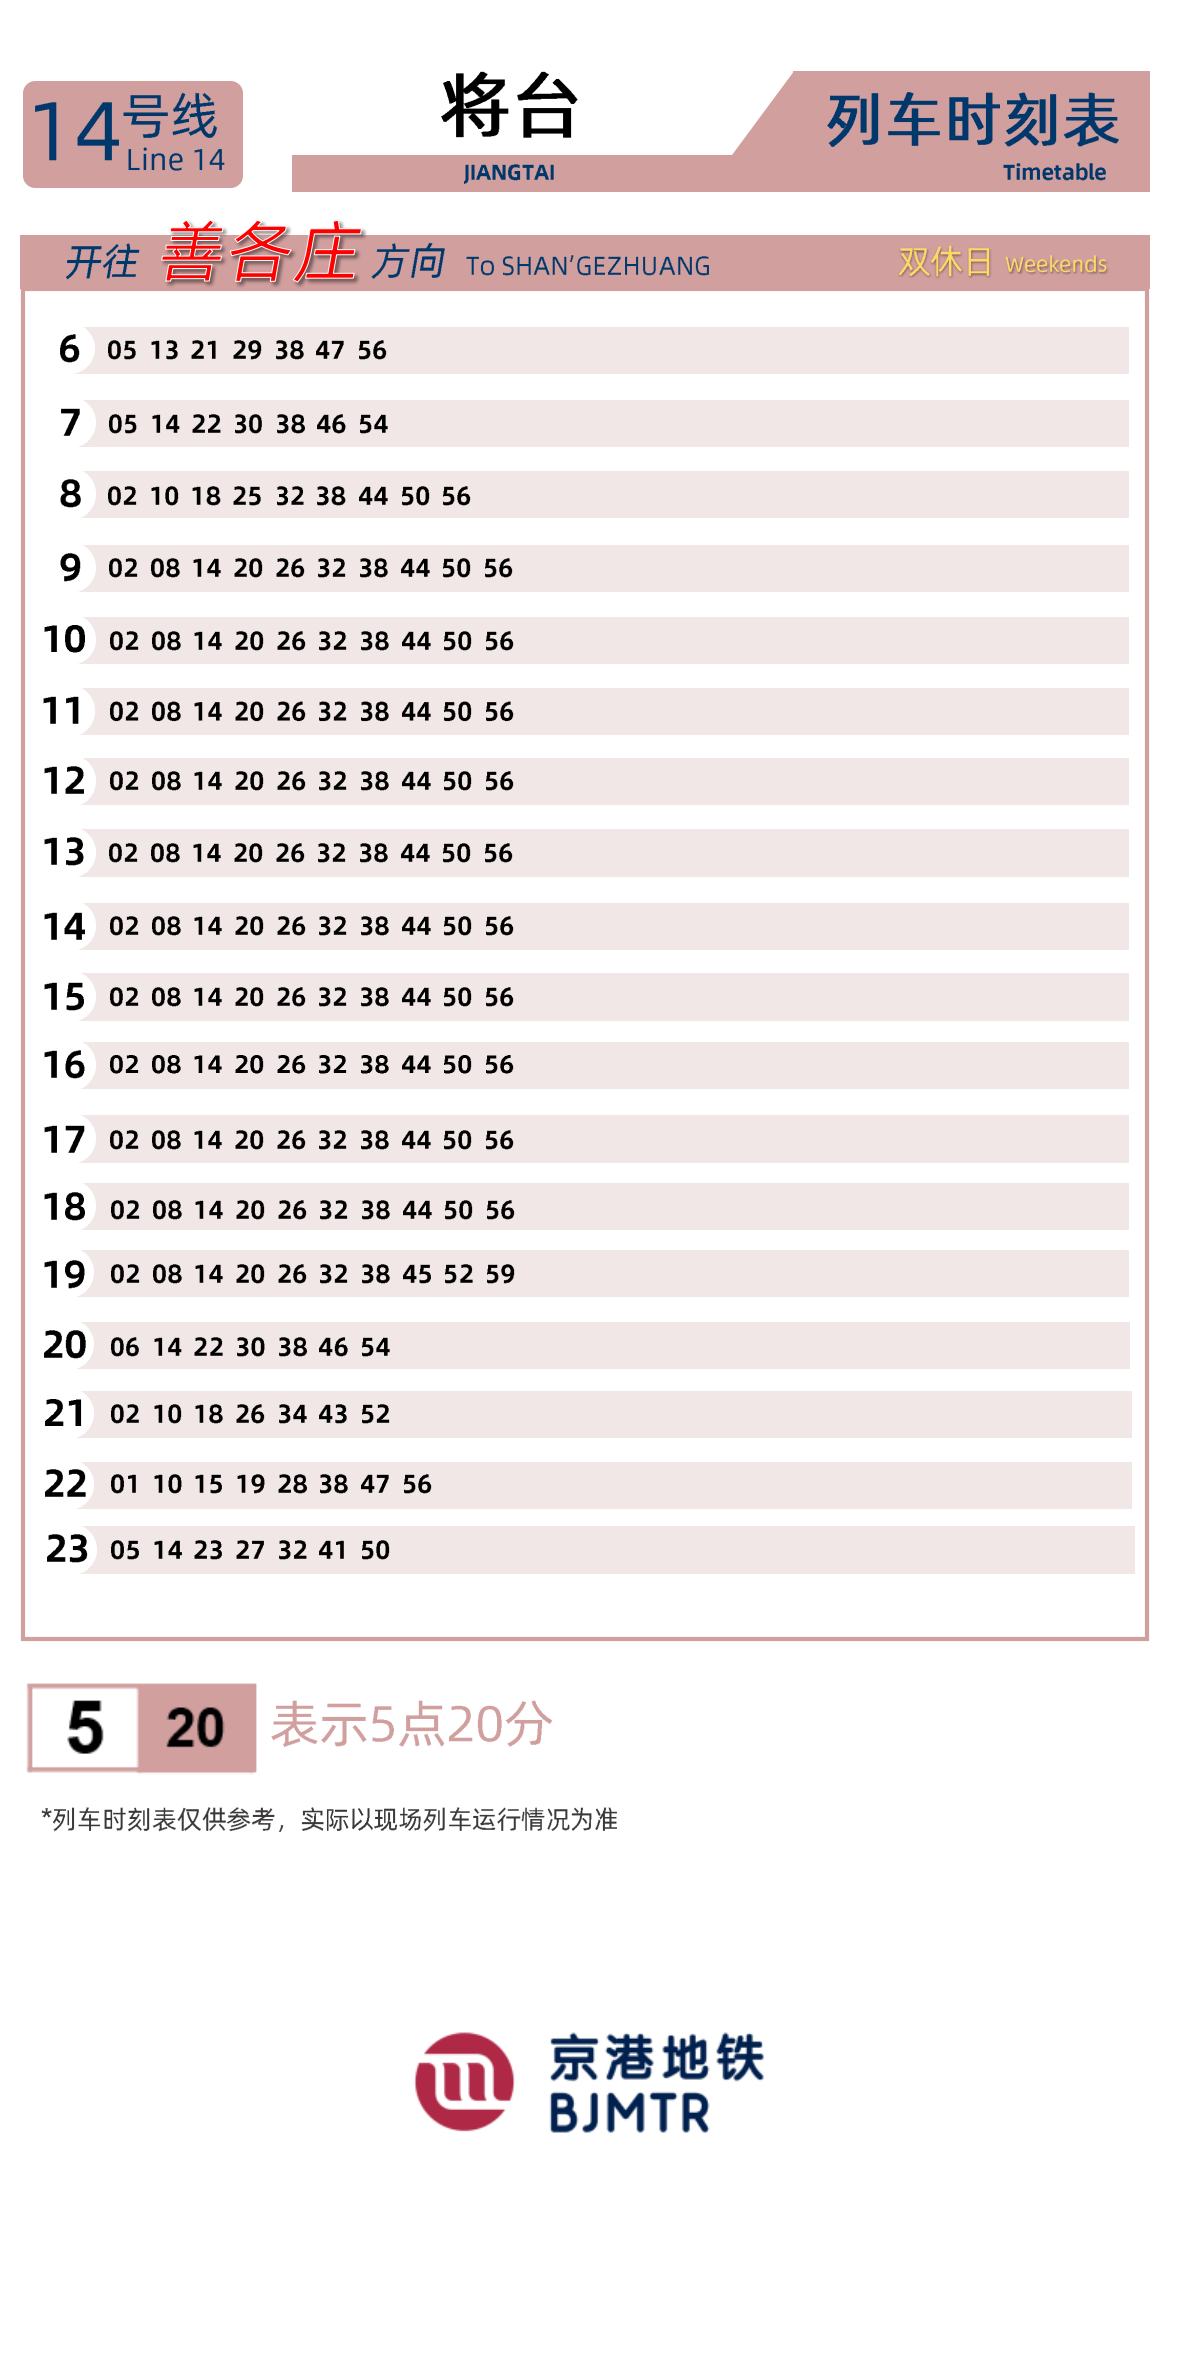 14号线
Line 14
将台
JIANGTAI
列车时刻表
Timetable
开往 善各庄 方向 To SHAN’GEZHUANG 双休日 Weekends
6 05 13 21 29 38 47 56
7 05 14 22 30 38 46 54
8 02 10 18 25 32 38 44 50 56
9 02 08 14 20 26 32 38 44 50 56
10 02 08 14 20 26 32 38 44 50 56
11 02 08 14 20 26 32 38 44 50 56
12 02 08 14 20 26 32 38 44 50 56
13 02 08 14 20 26 32 38 44 50 56
14 02 08 14 20 26 32 38 44 50 56
15 02 08 14 20 26 32 38 44 50 56
16 02 08 14 20 26 32 38 44 50 56
17 02 08 14 20 26 32 38 44 50 56
18 02 08 14 20 26 32 38 44 50 56
19 02 08 14 20 26 32 38 45 52 59
20 06 14 22 30 38 46 54
21 02 10 18 26 34 43 52
22 01 10 15 19 28 38 47 56
23 05 14 23 27 32 41 50
5 20 表示5点20分
*列车时刻表仅供参考，实际以现场列车运行情况为准
京港地铁
BJMTR